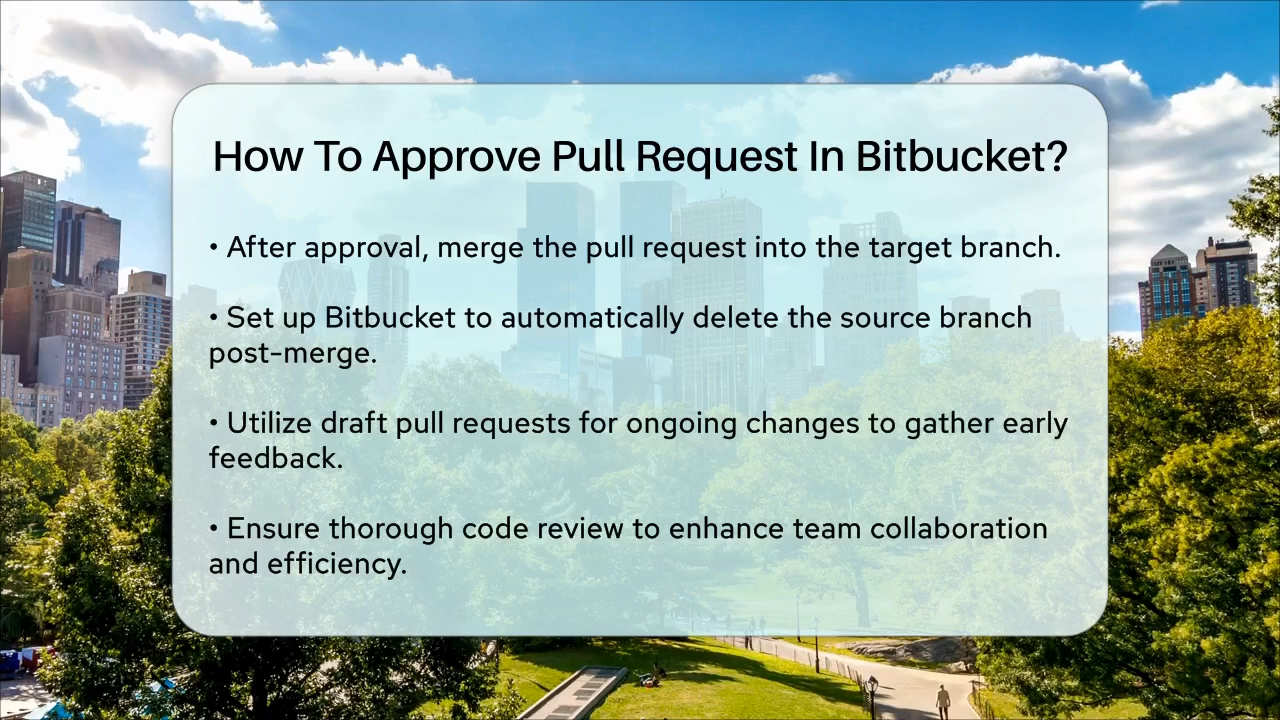 How To Approve Pull Request In Bitbucket?
• After approval, merge the pull request into the target branch.
• Set up Bitbucket to automatically delete the source branch
post-merge.
• Utilize draft pull requests for ongoing changes to gather early
feedback.
• Ensure thorough code review to enhance team collaboration
and efficiency.